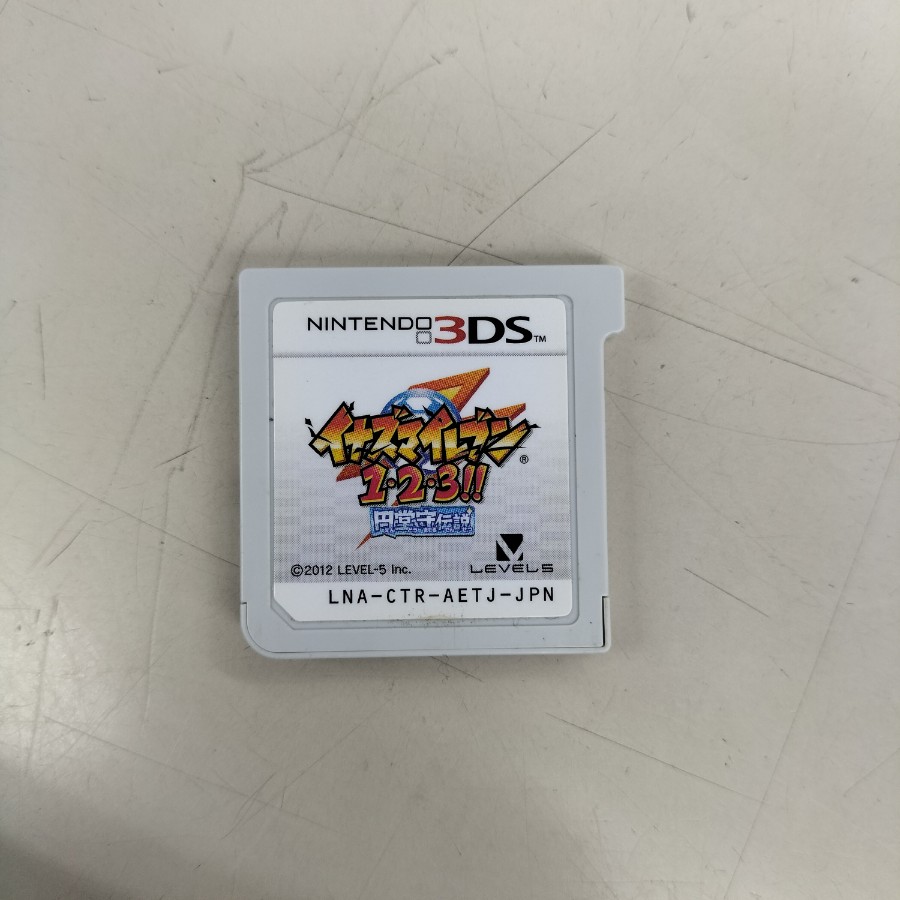 NINTENDO 3DS™
イナズマイレブン®
1・2・3!!
円堂守伝説
©2012 LEVEL-5 Inc.
LEVEL5
LNA-CTR-AETJ-JPN